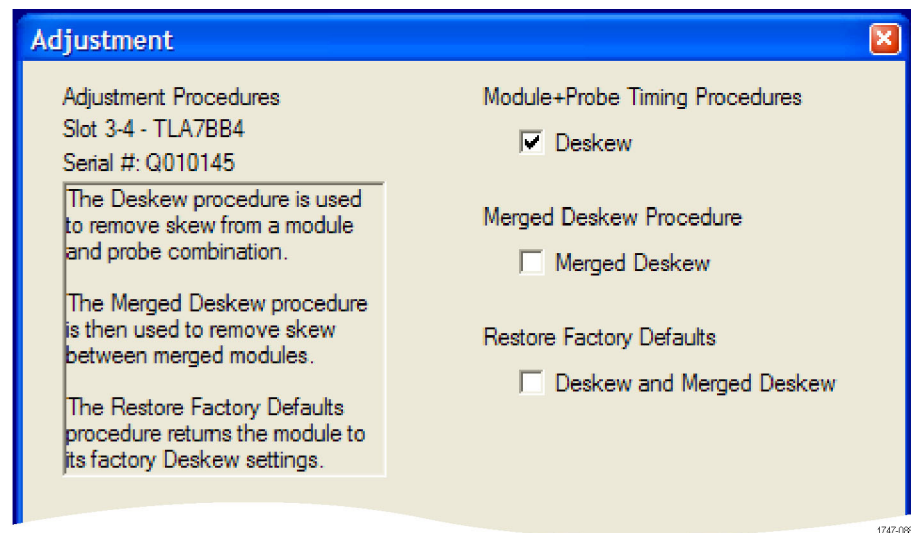 Adjustment
Adjustment Procedures
Slot 3-4 - TLA7BB4
Serial #: Q010145
The Deskew procedure is used
to remove skew from a module
and probe combination.
The Merged Deskew procedure
is then used to remove skew
between merged modules.
The Restore Factory Defaults
procedure returns the module to
its factory Deskew settings.
Module+Probe Timing Procedures
Deskew
Merged Deskew Procedure
Merged Deskew
Restore Factory Defaults
Deskew and Merged Deskew